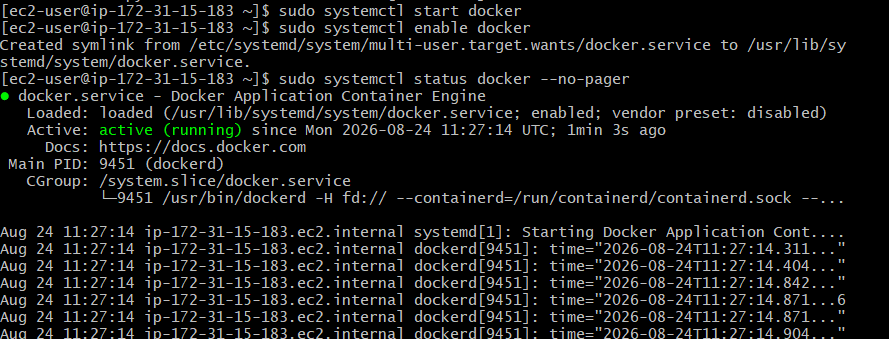 [ec2-user@ip-172-31-15-183 ~]$ sudo systemctl start docker
[ec2-user@ip-172-31-15-183 ~]$ sudo systemctl enable docker
Created symlink from /etc/systemd/system/multi-user.target.wants/docker.service to /usr/lib/sy
stemd/system/docker.service.
[ec2-user@ip-172-31-15-183 ~]$ sudo systemctl status docker --no-pager
● docker.service - Docker Application Container Engine
   Loaded: loaded (/usr/lib/systemd/system/docker.service; enabled; vendor preset: disabled)
   Active: active (running) since Mon 2026-08-24 11:27:14 UTC; 1min 3s ago
     Docs: https://docs.docker.com
 Main PID: 9451 (dockerd)
   CGroup: /system.slice/docker.service
           └─9451 /usr/bin/dockerd -H fd:// --containerd=/run/containerd/containerd.sock --...

Aug 24 11:27:14 ip-172-31-15-183.ec2.internal systemd[1]: Starting Docker Application Cont....
Aug 24 11:27:14 ip-172-31-15-183.ec2.internal dockerd[9451]: time="2026-08-24T11:27:14.311..."
Aug 24 11:27:14 ip-172-31-15-183.ec2.internal dockerd[9451]: time="2026-08-24T11:27:14.404..."
Aug 24 11:27:14 ip-172-31-15-183.ec2.internal dockerd[9451]: time="2026-08-24T11:27:14.842..."
Aug 24 11:27:14 ip-172-31-15-183.ec2.internal dockerd[9451]: time="2026-08-24T11:27:14.871...6
Aug 24 11:27:14 ip-172-31-15-183.ec2.internal dockerd[9451]: time="2026-08-24T11:27:14.871..."
Aug 24 11:27:14 ip-172-31-15-183.ec2.internal dockerd[9451]: time="2026-08-24T11:27:14.904..."